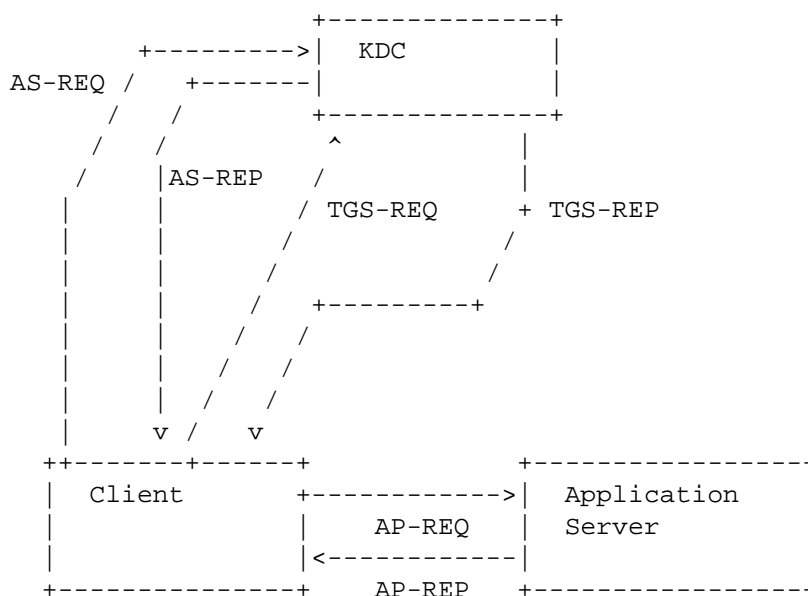 KDC
AS-REQ
AS-REP
TGS-REQ TGS-REP
Client Application
AP-REQ Server
AP-REP